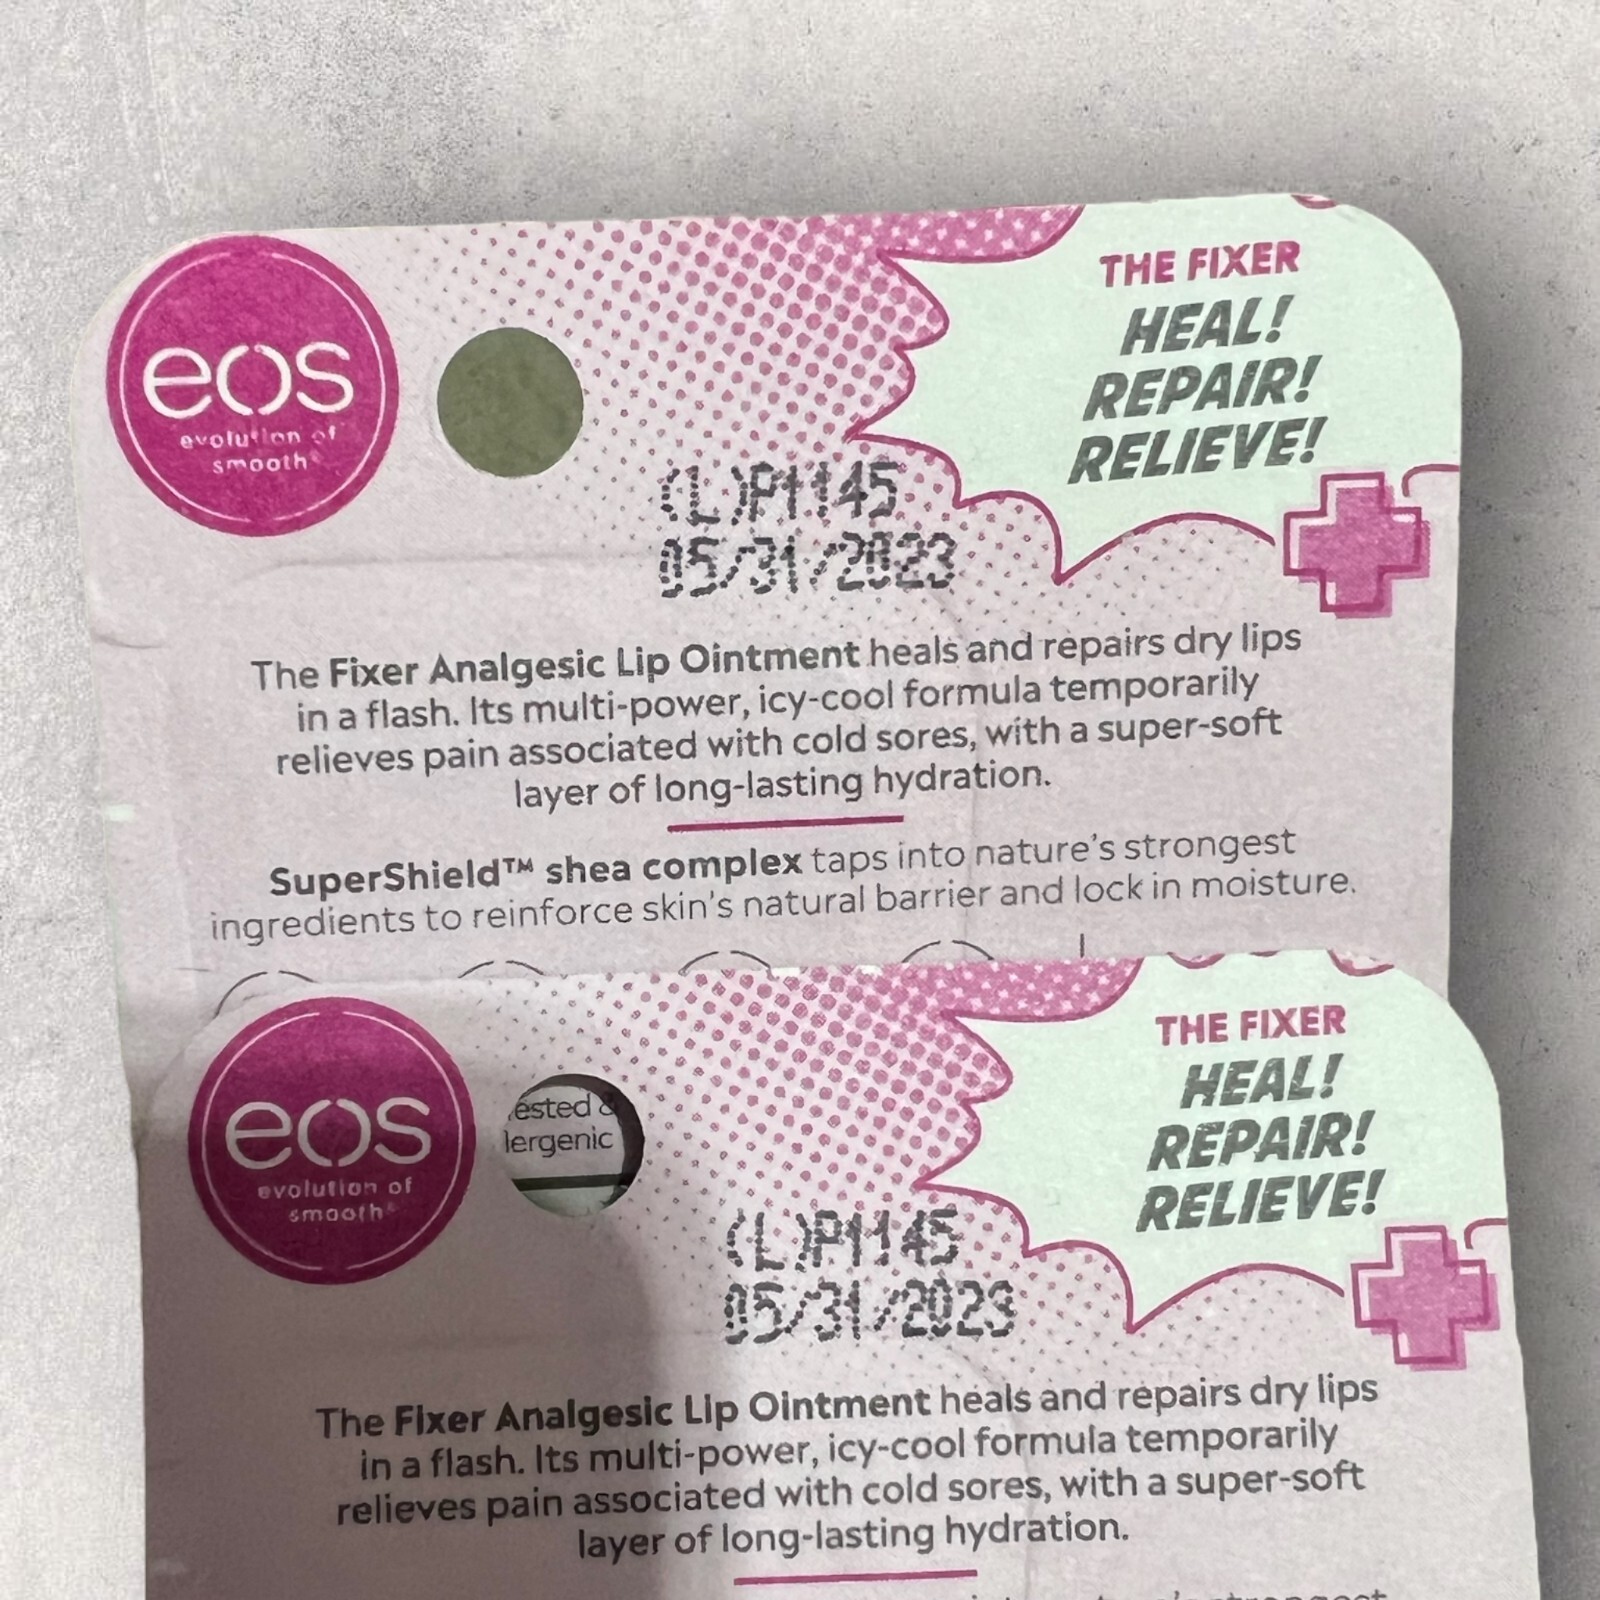 eos
evolution of
smooth
THE FIXER
HEAL!
REPAIR!
RELIEVE!
(L)P1145
05/31/2023
The Fixer Analgesic Lip Ointment heals and repairs dry lips
in a flash. Its multi-power, icy-cool formula temporarily
relieves pain associated with cold sores, with a super-soft
layer of long-lasting hydration.
SuperShield™ shea complex taps into nature's strongest
ingredients to reinforce skin's natural barrier and lock in moisture.
eos
evolution of
smooth
ested &
lergenic
THE FIXER
HEAL!
REPAIR!
RELIEVE!
(L)P1145
05/31/2023
The Fixer Analgesic Lip Ointment heals and repairs dry lips
in a flash. Its multi-power, icy-cool formula temporarily
relieves pain associated with cold sores, with a super-soft
layer of long-lasting hydration.